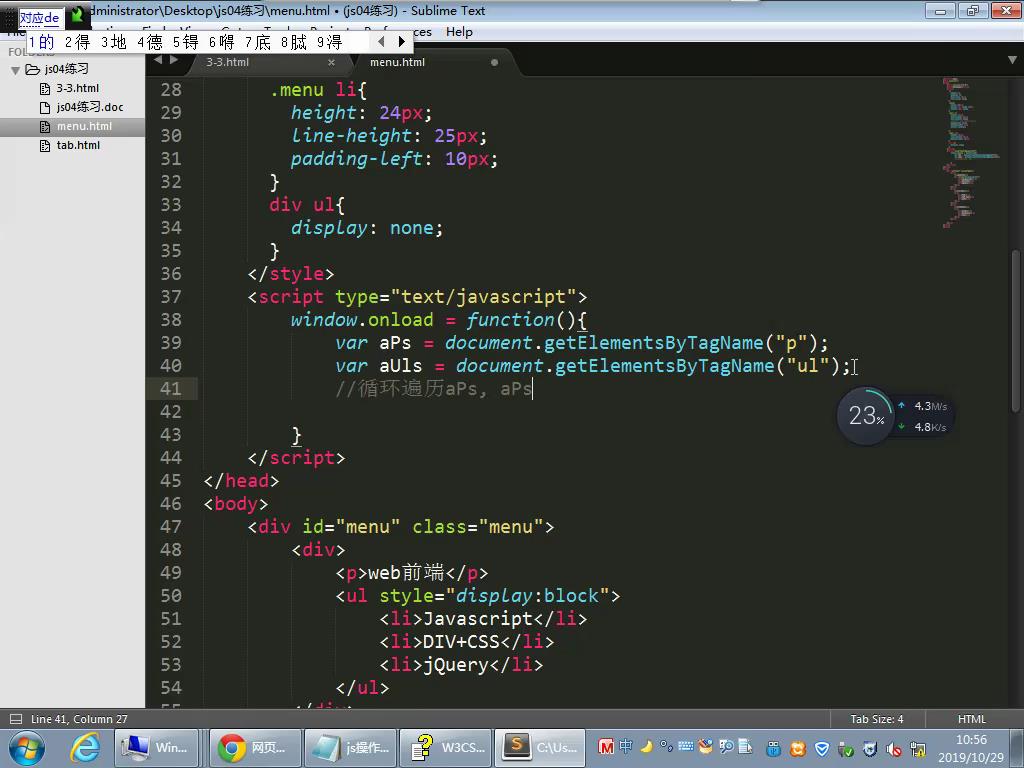 dministrator\Desktop\js04练习\menu.html • (js04练习) - Sublime Text
对应de
1的 2得 3地 4德 5锝 6嘚 7底 8賦 9淂
Help
3-3.html × menu.html
js04练习
3-3.html
js04练习.doc
menu.html
tab.html
28 .menu li{
29 height: 24px;
30 line-height: 25px;
31 padding-left: 10px;
32 }
33 div ul{
34 display: none;
35 }
36 </style>
37 <script type="text/javascript">
38 window.onload = function(){
39 var aPs = document.getElementsByTagName("p");
40 var aUls = document.getElementsByTagName("ul");
41 //循环遍历aPs, aPs
42
43 }
44 </script>
45 </head>
46 <body>
47 <div id="menu" class="menu">
48 <div>
49 <p>web前端</p>
50 <ul style="display:block">
51 <li>Javascript</li>
52 <li>DIV+CSS</li>
53 <li>jQuery</li>
54 </ul>
23%
4.3M/s
4.8K/s
Line 41, Column 27
Tab Size: 4
HTML
Win...
网页...
js操作...
W3CS...
C:\Us...
中
10:56
2019/10/29